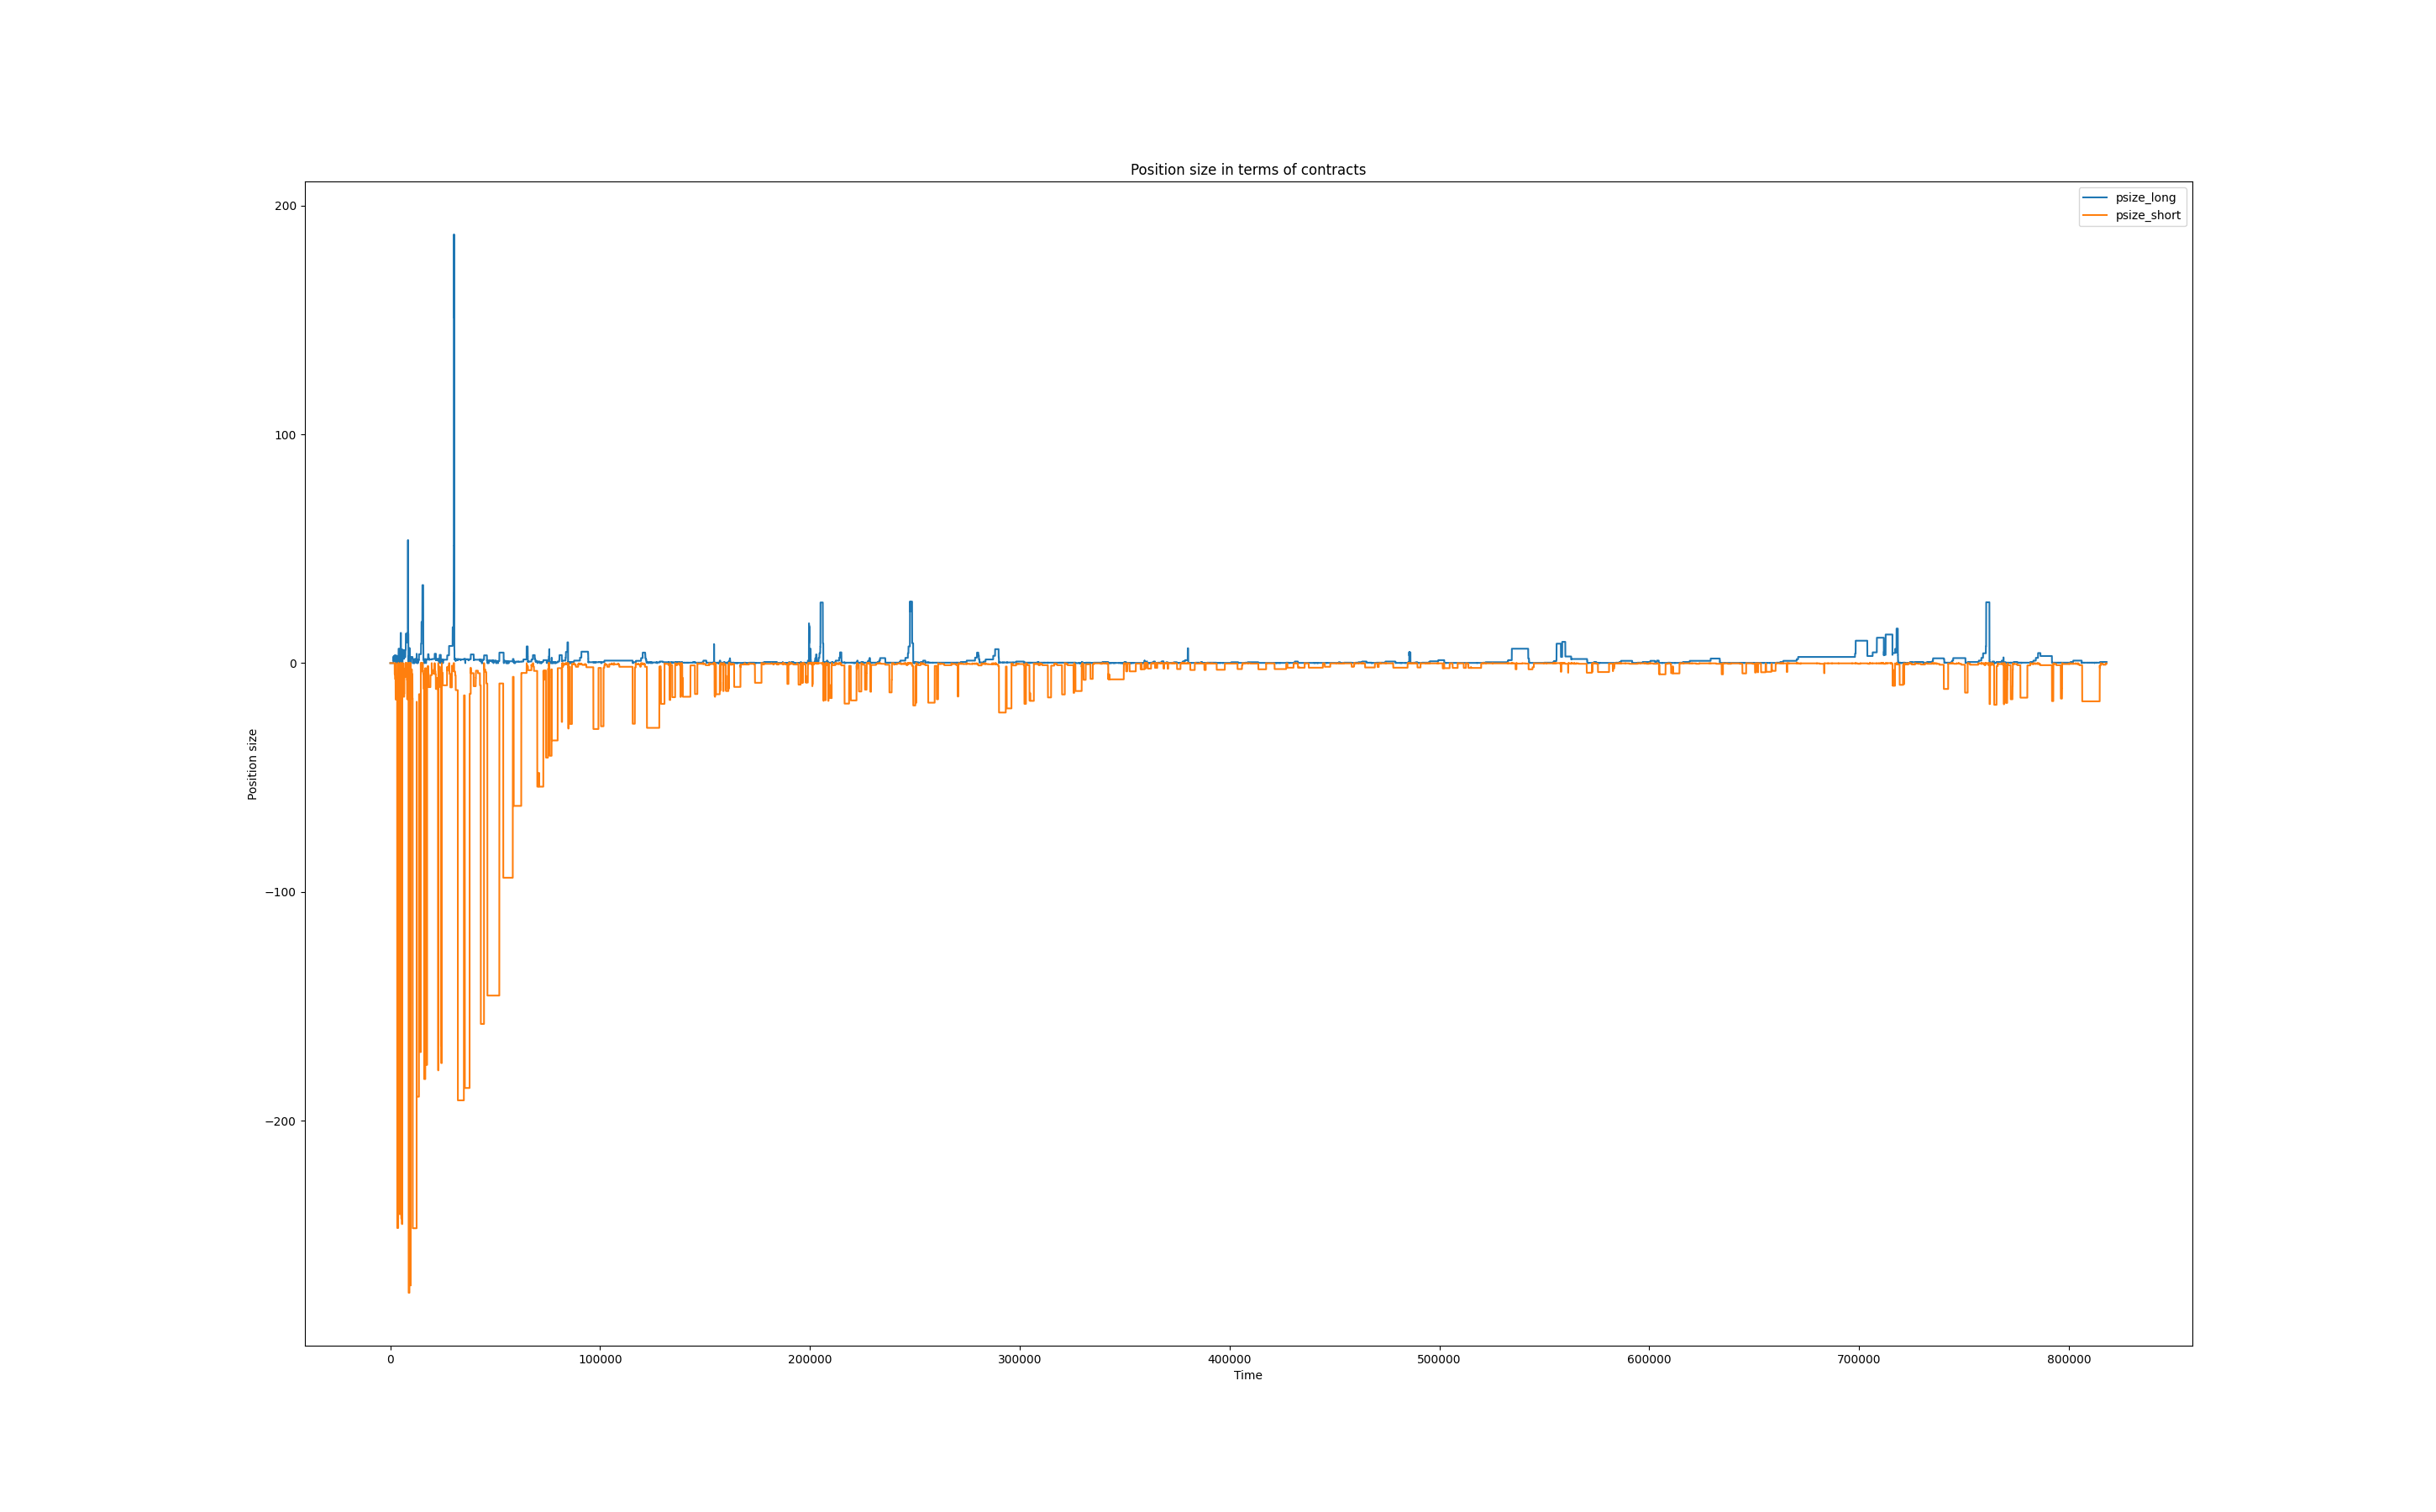 Position size in terms of contracts
psize_long
psize_short
200
100
0
−100
−200
Position size
0
100000
200000
300000
400000
500000
600000
700000
800000
Time